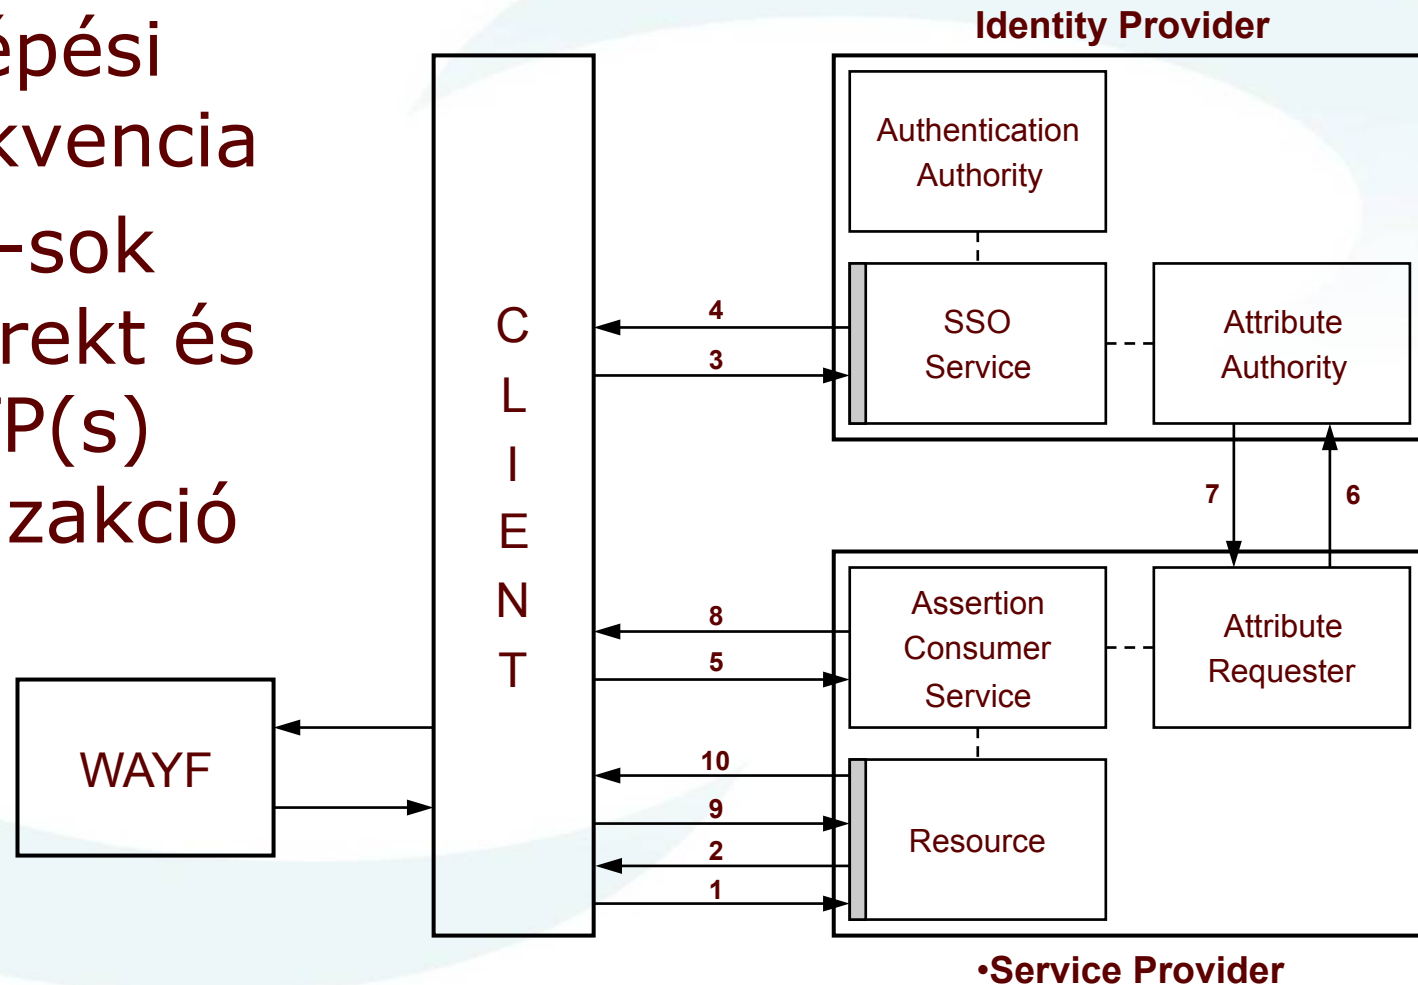 épési
kvencia
-sok
rekt és
P(s)
zakció
Identity Provider
Authentication
Authority
SSO
Service
Attribute
Authority
4
3
7
6
C
L
I
E
N
T
8
5
Assertion
Consumer
Service
Attribute
Requester
WAYF
10
9
2
1
Resource
•Service Provider